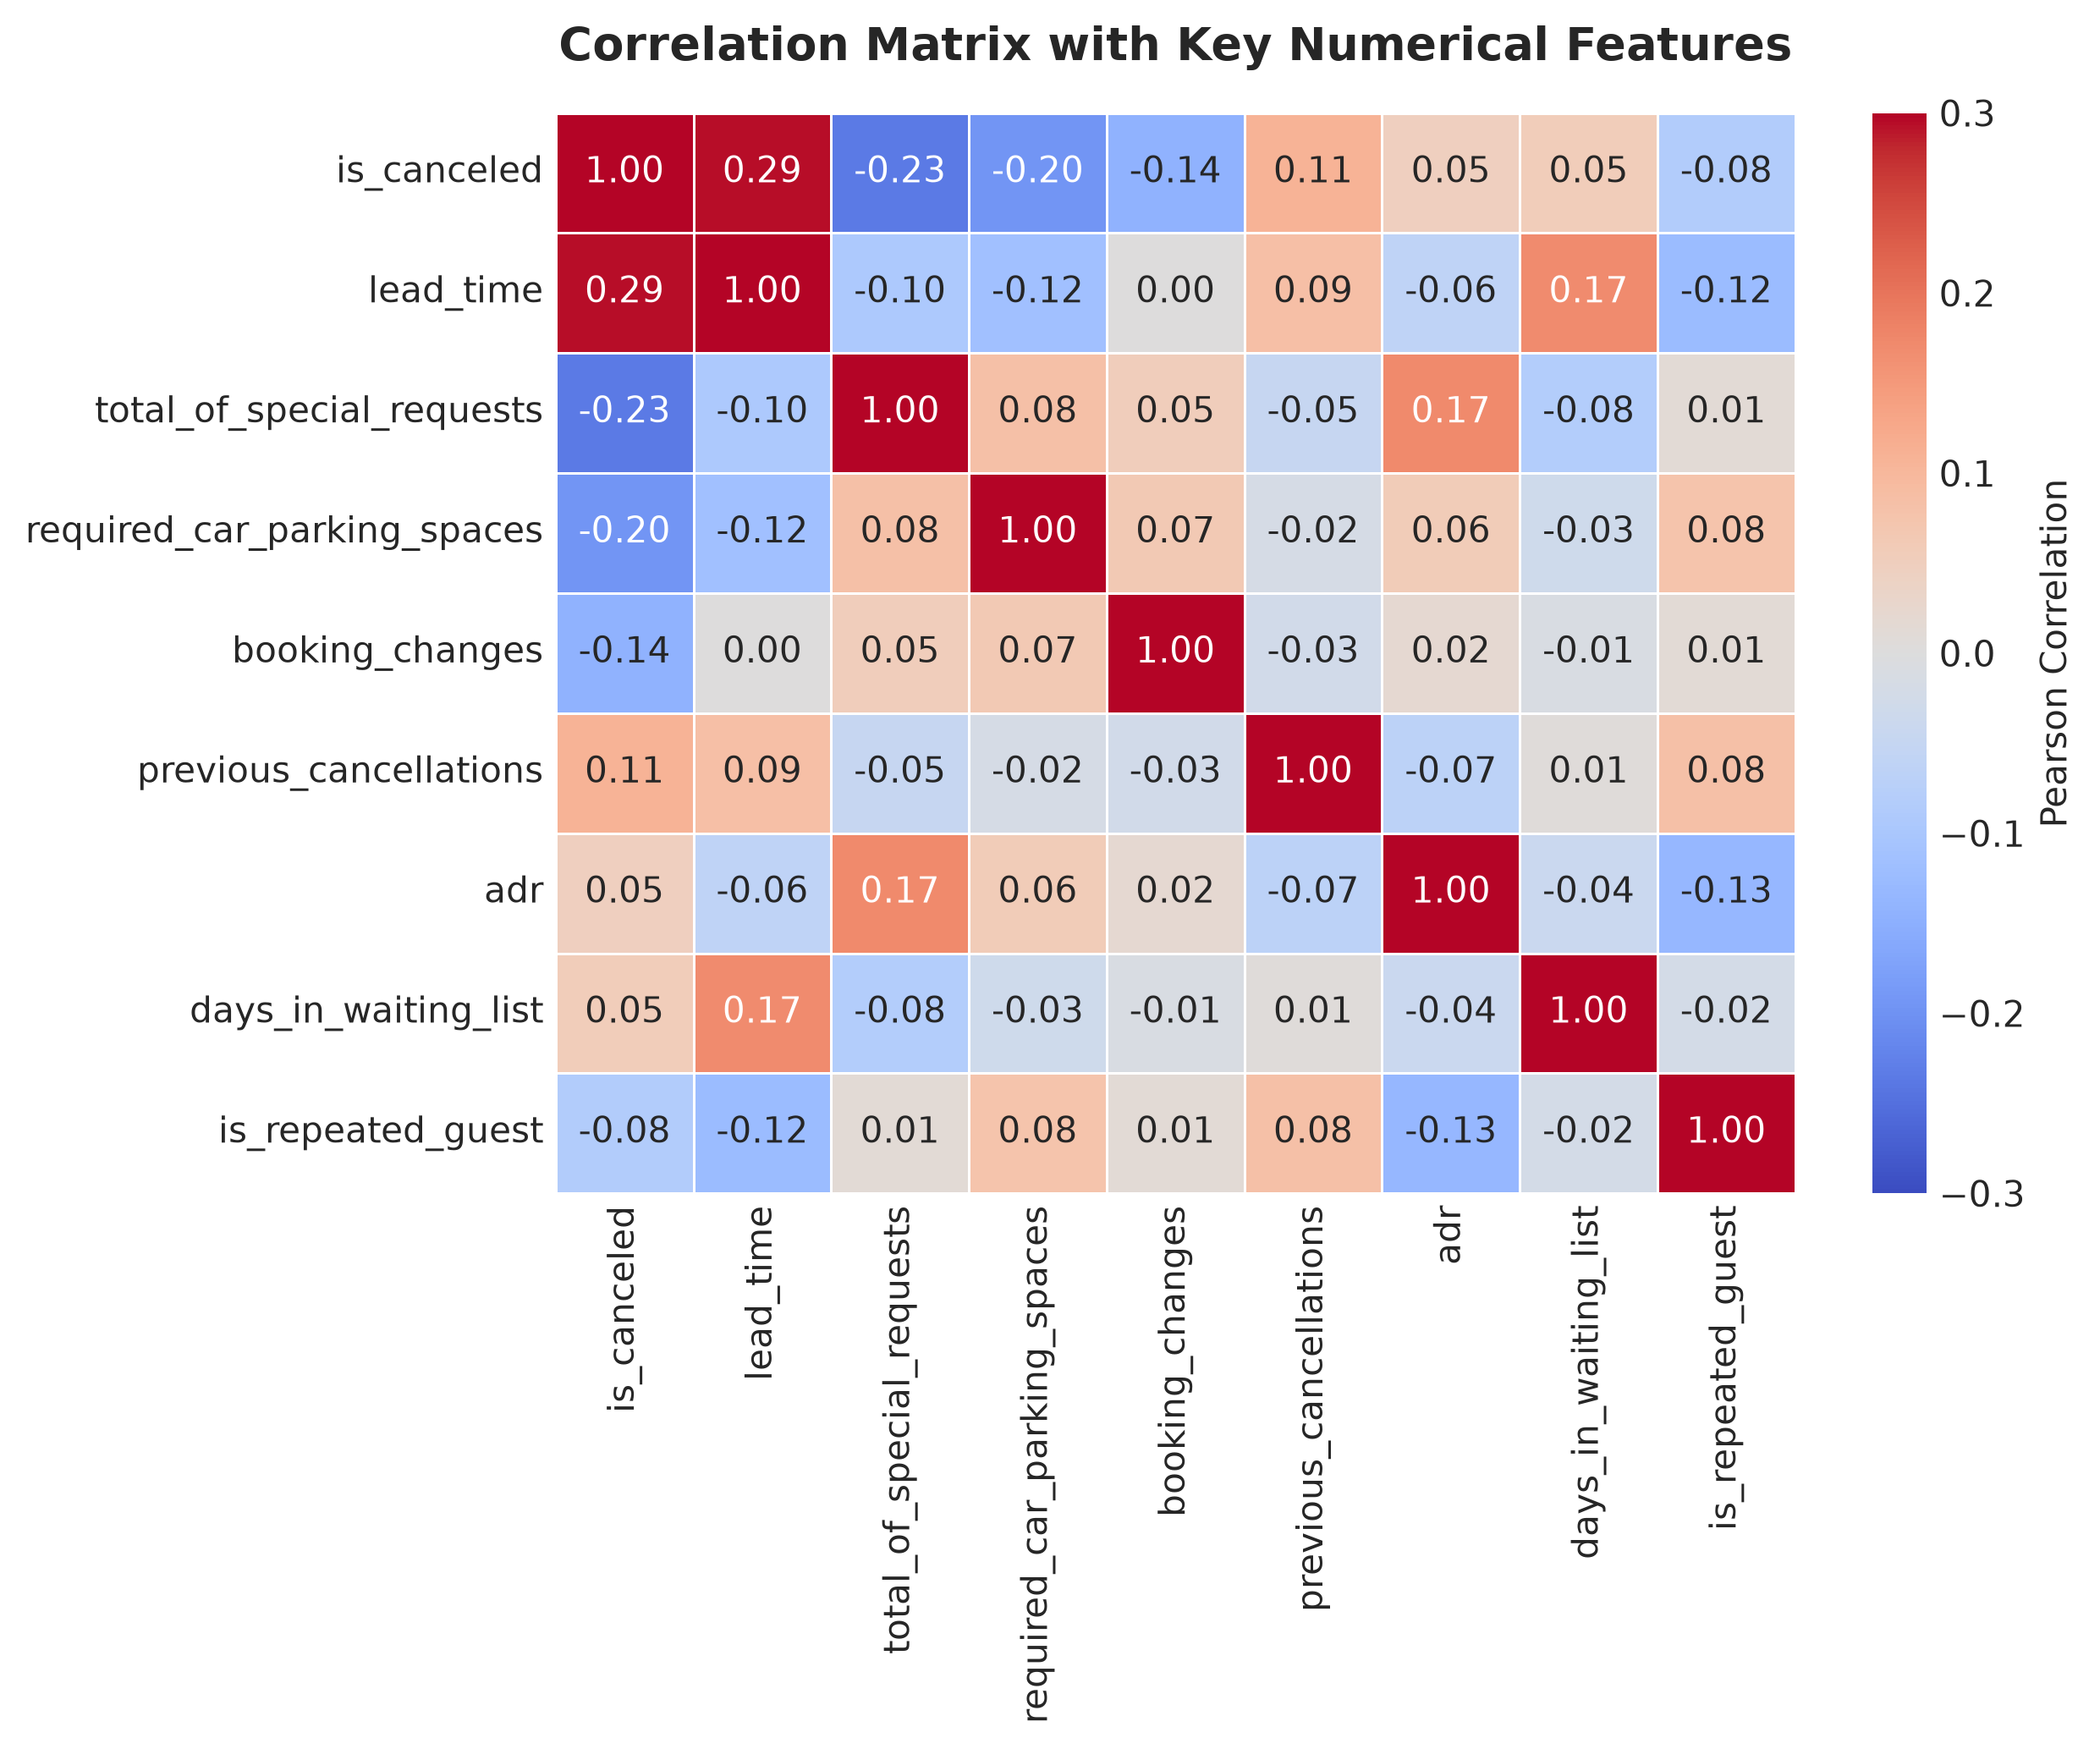 Correlation Matrix with Key Numerical Features
is_canceled 1.00 0.29 -0.23 -0.20 -0.14 0.11 0.05 0.05 -0.08
lead_time 0.29 1.00 -0.10 -0.12 0.00 0.09 -0.06 0.17 -0.12
total_of_special_requests -0.23 -0.10 1.00 0.08 0.05 -0.05 0.17 -0.08 0.01
required_car_parking_spaces -0.20 -0.12 0.08 1.00 0.07 -0.02 0.06 -0.03 0.08
booking_changes -0.14 0.00 0.05 0.07 1.00 -0.03 0.02 -0.01 0.01
previous_cancellations 0.11 0.09 -0.05 -0.02 -0.03 1.00 -0.07 0.01 0.08
adr 0.05 -0.06 0.17 0.06 0.02 -0.07 1.00 -0.04 -0.13
days_in_waiting_list 0.05 0.17 -0.08 -0.03 -0.01 0.01 -0.04 1.00 -0.02
is_repeated_guest -0.08 -0.12 0.01 0.08 0.01 0.08 -0.13 -0.02 1.00
is_canceled
lead_time
total_of_special_requests
required_car_parking_spaces
booking_changes
previous_cancellations
adr
days_in_waiting_list
is_repeated_guest
0.3
0.2
0.1
0.0
−0.1
−0.2
−0.3
Pearson Correlation